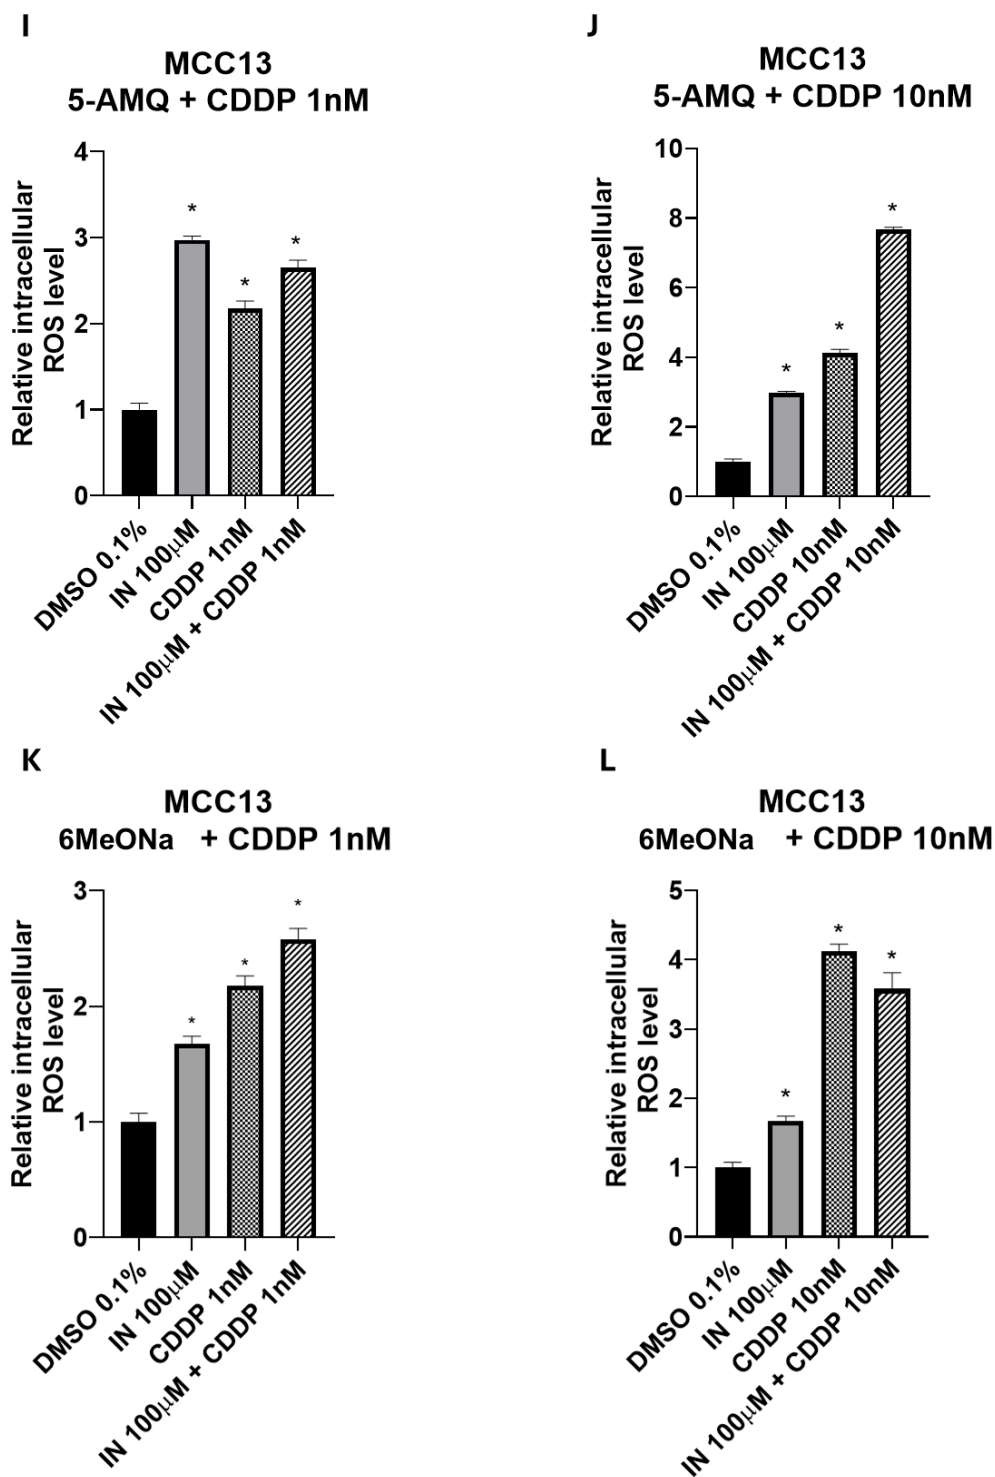 I
MCC13
5-AMQ + CDDP 1nM
Relative intracellular
ROS level
4
3
2
1
0
*
*
*
DMSO 0.1%
IN 100μM
CDDP 1nM
IN 100μM + CDDP 1nM
J
MCC13
5-AMQ + CDDP 10nM
Relative intracellular
ROS level
10
8
6
4
2
0
*
*
*
DMSO 0.1%
IN 100μM
CDDP 10nM
IN 100μM + CDDP 10nM
K
MCC13
6MeONa + CDDP 1nM
Relative intracellular
ROS level
3
2
1
0
*
*
*
DMSO 0.1%
IN 100μM
CDDP 1nM
IN 100μM + CDDP 1nM
L
MCC13
6MeONa + CDDP 10nM
Relative intracellular
ROS level
5
4
3
2
1
0
*
*
*
DMSO 0.1%
IN 100μM
CDDP 10nM
IN 100μM + CDDP 10nM